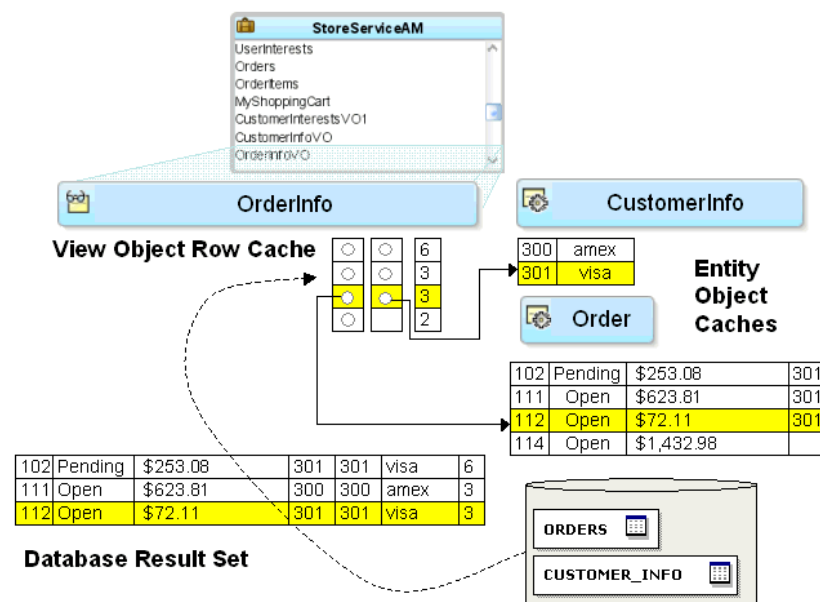 StoreServiceAM
UserInterests
Orders
OrderItems
MyShoppingCart
CustomerInterestsVO1
CustomerInfoVO
OrderInfoVO
OrderInfo
CustomerInfo
View Object Row Cache
6
3
3
2
300 amex
301 visa
Entity
Object
Caches
Order
102 Pending $253.08 301
111 Open $623.81 301
112 Open $72.11 301
114 Open $1,432.98
102 Pending $253.08 301 301 visa 6
111 Open $623.81 300 300 amex 3
112 Open $72.11 301 301 visa 3
Database Result Set
ORDERS
CUSTOMER_INFO